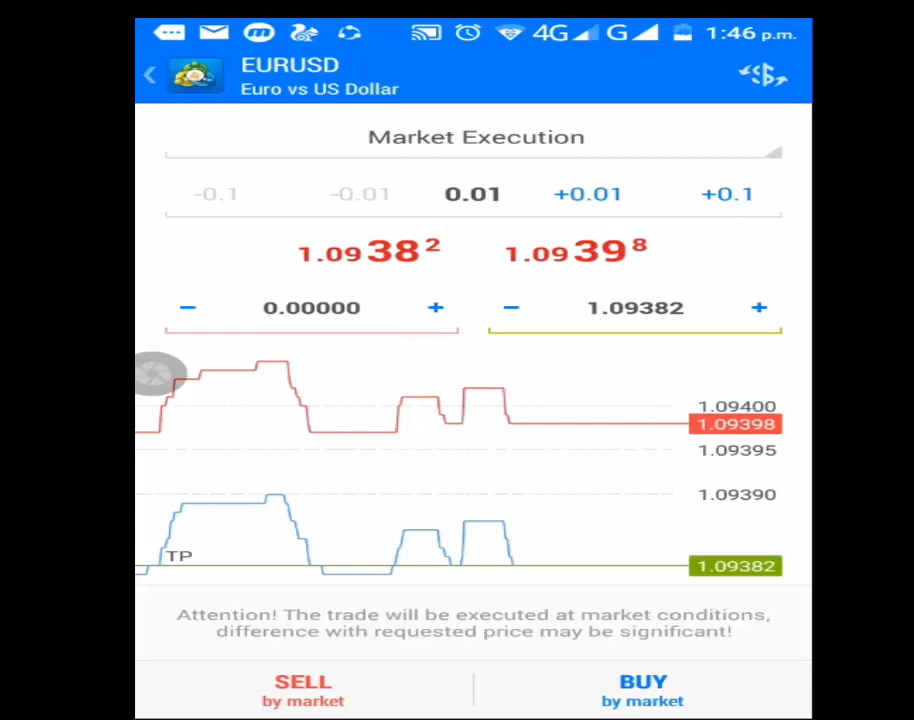 4G G 1:46 p.m.
EURUSD
Euro vs US Dollar
Market Execution
-0.1 -0.01 0.01 +0.01 +0.1
1.09382 1.09398
− 0.00000 + − 1.09382 +
1.09400
1.09398
1.09395
1.09390
TP
1.09382
Attention! The trade will be executed at market conditions,
difference with requested price may be significant!
SELL BUY
by market by market